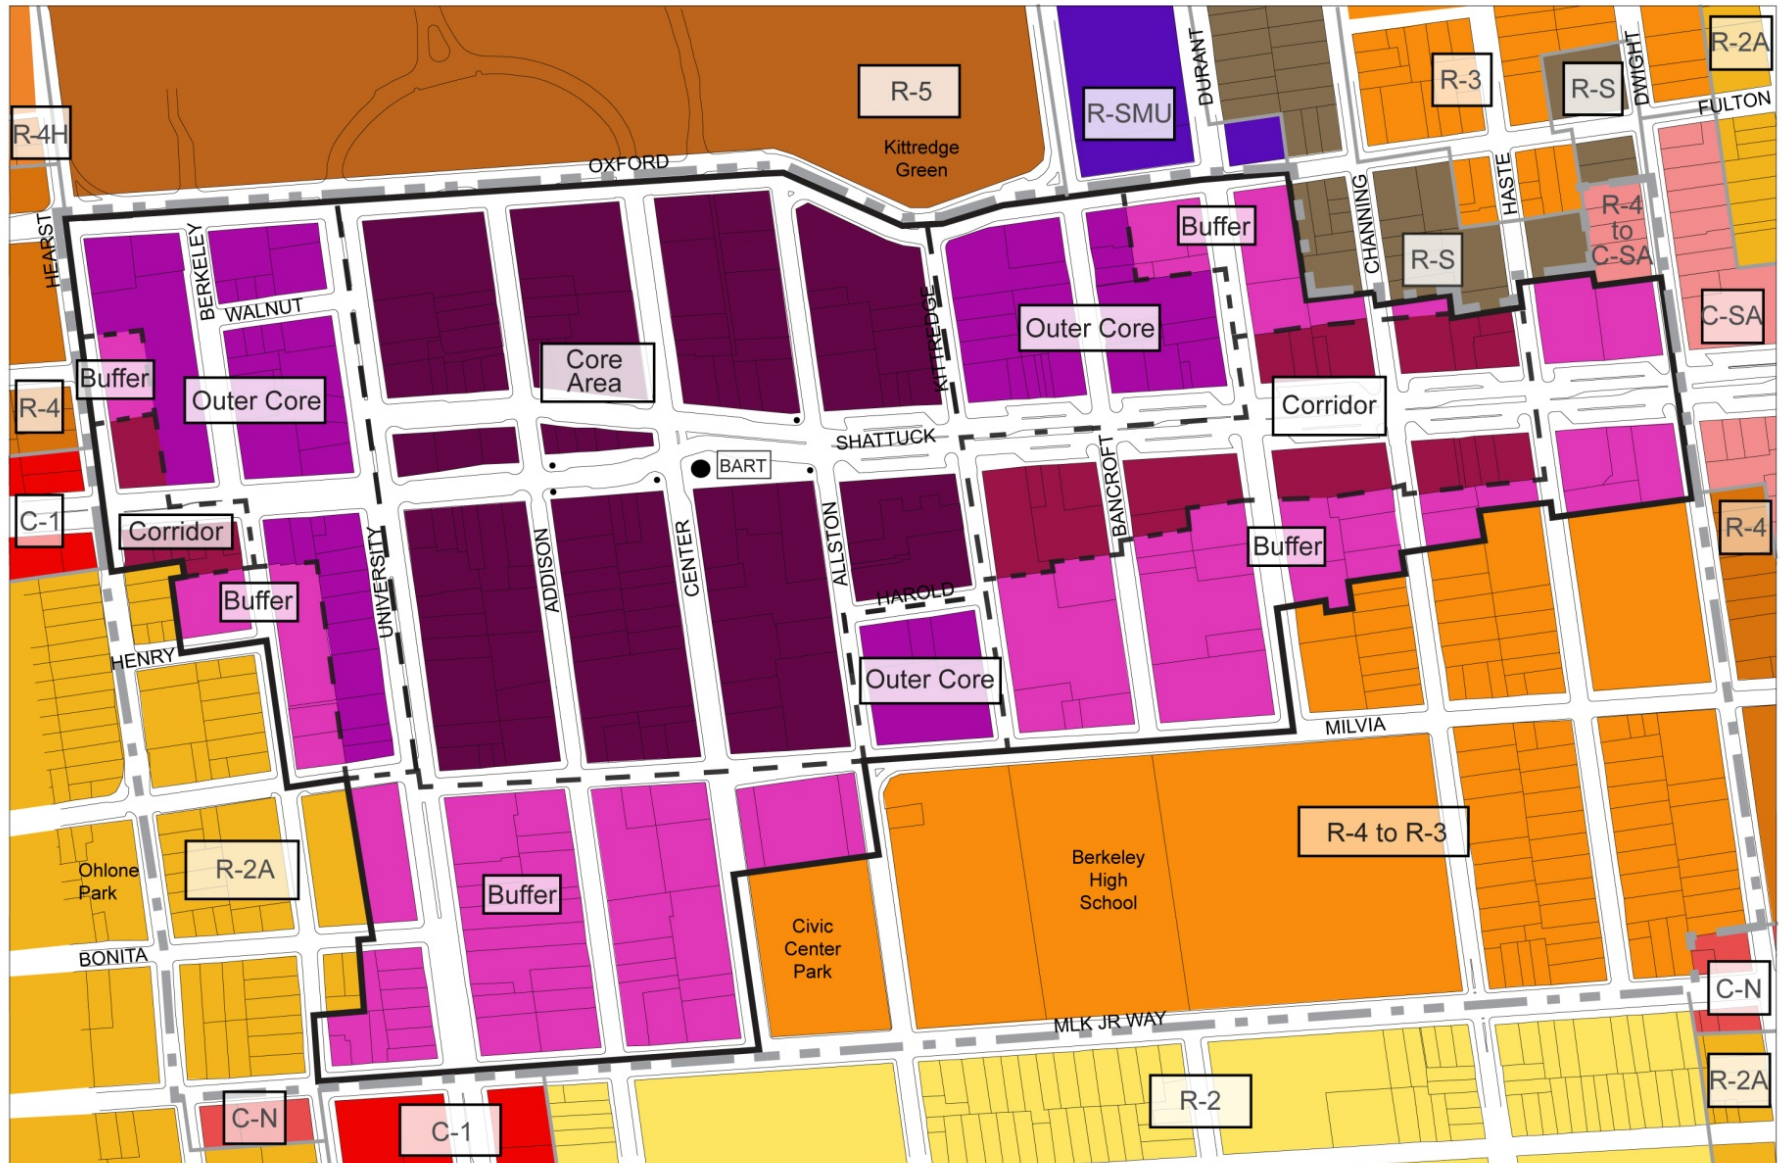 R-2A
DURANT
R-3
R-S
DWIGHT
R-5
R-SMU
FULTON
R-4H
Kittredge
Green
OXFORD
HASTE
CHANNING
HEARST
BERKELEY
Buffer
R-4
to
C-SA
R-S
WALNUT
KITTREDGE
Outer Core
C-SA
Core
Area
Buffer
Outer Core
R-4
Corridor
SHATTUCK
BART
BANCROFT
C-1
Corridor
UNIVERSITY
ADDISON
CENTER
ALLSTON
Buffer
R-4
Buffer
HAROLD
HENRY
Outer Core
MILVIA
R-4 to R-3
Ohlone
Park
R-2A
Buffer
Berkeley
High
School
Civic
Center
Park
BONITA
C-N
MLK JR WAY
R-2A
C-N
C-1
R-2